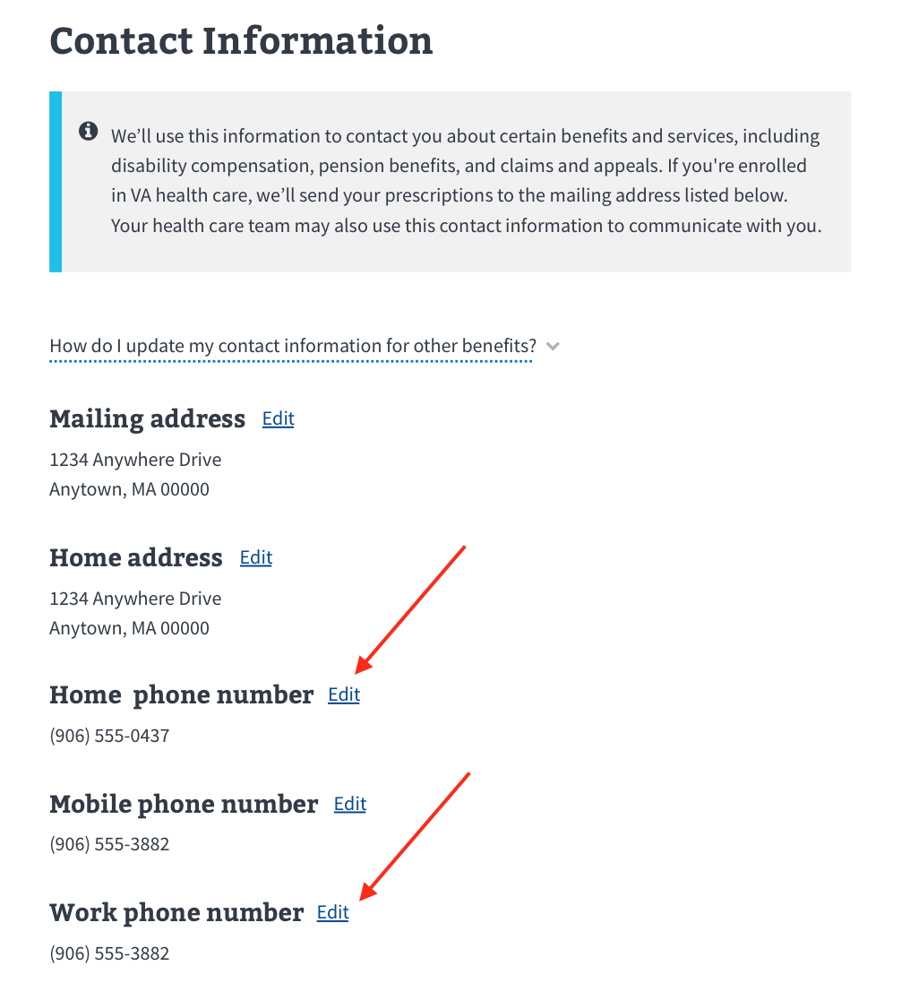 Contact Information
We’ll use this information to contact you about certain benefits and services, including
disability compensation, pension benefits, and claims and appeals. If you're enrolled
in VA health care, we’ll send your prescriptions to the mailing address listed below.
Your health care team may also use this contact information to communicate with you.
How do I update my contact information for other benefits?
Mailing address Edit
1234 Anywhere Drive
Anytown, MA 00000
Home address Edit
1234 Anywhere Drive
Anytown, MA 00000
Home  phone number Edit
(906) 555-0437
Mobile phone number Edit
(906) 555-3882
Work phone number Edit
(906) 555-3882